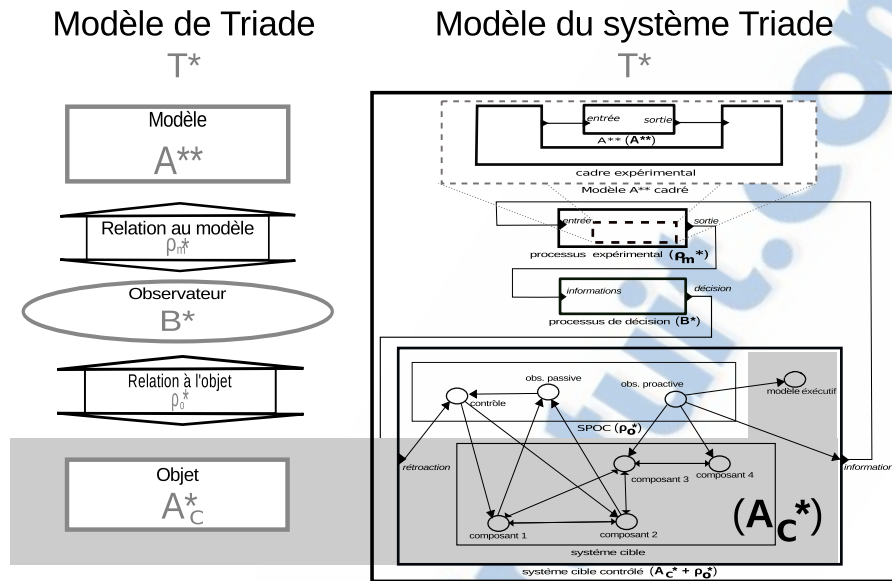 Modèle de Triade
T*
Modèle
A**
Relation au modèle
ρm*
Observateur
B*
Relation à l'objet
ρo*
Objet
A*C
Modèle du système Triade
T*
entrée
sortie
A** (A**)
cadre expérimental
Modèle A** cadré
entrée
sortie
processus expérimental (ρm*)
informations
décision
processus de décision (B*)
obs. passive
obs. proactive
contrôle
modèle éxécutif
SPOC (ρo*)
rétroaction
information
composant 3
composant 4
composant 1
composant 2
(AC*)
systéme cible
systéme cible contrôlé (AC* + ρo*)